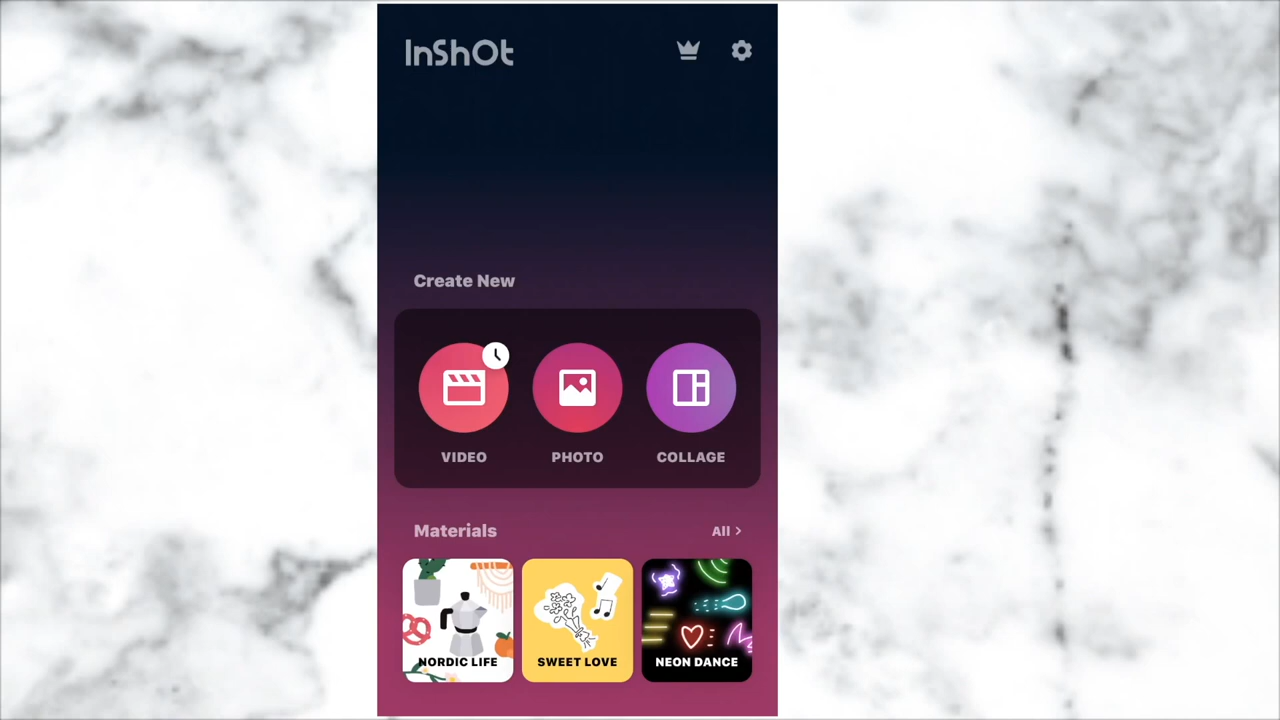 InShOt
Create New
VIDEO PHOTO COLLAGE
Materials All >
NORDIC LIFE SWEET LOVE NEON DANCE